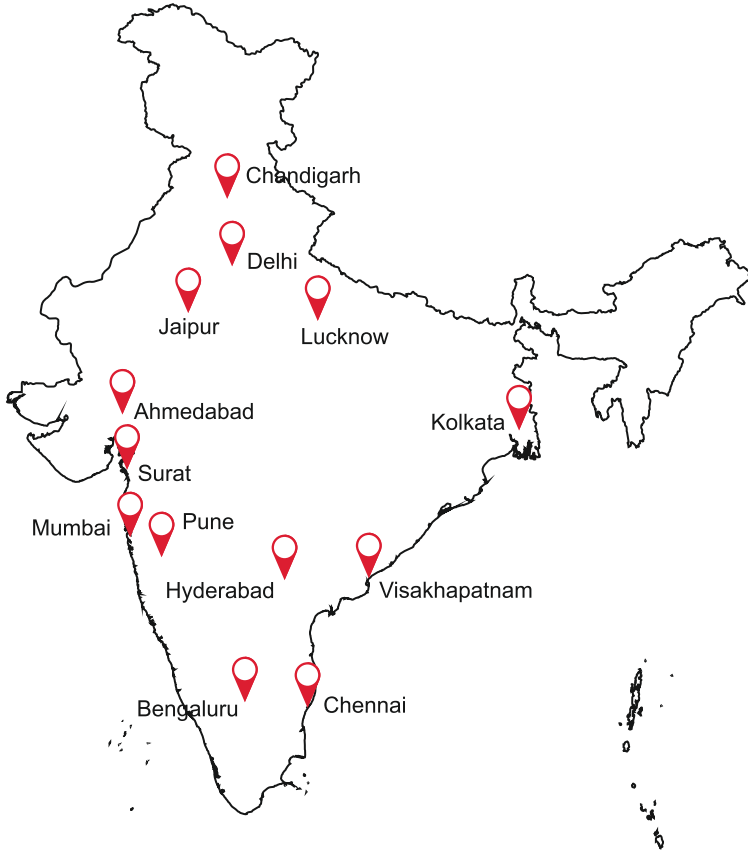 Chandigarh
Delhi
Jaipur
Lucknow
Ahmedabad
Kolkata
Surat
Mumbai
Pune
Hyderabad
Visakhapatnam
Bengaluru
Chennai